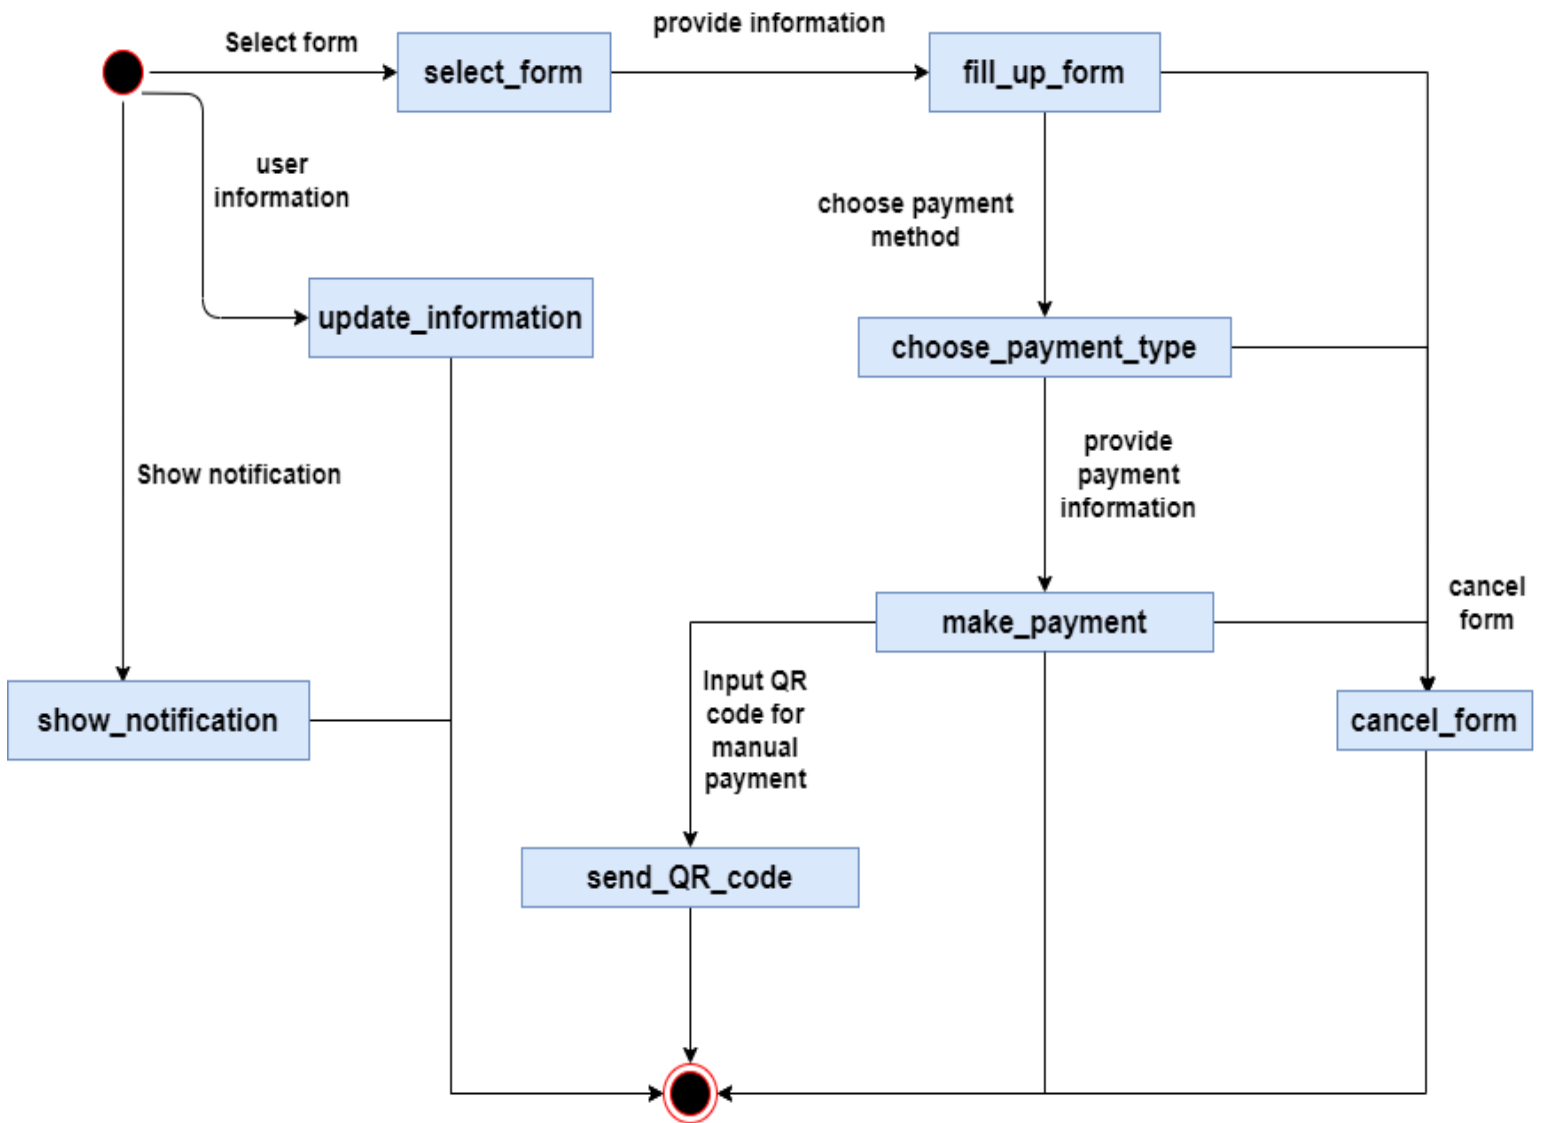 provide information
Select form
select_form
fill_up_form
user
information
choose payment
method
update_information
choose_payment_type
provide
payment
information
Show notification
cancel
form
make_payment
Input QR
code for
manual
payment
show_notification
cancel_form
send_QR_code